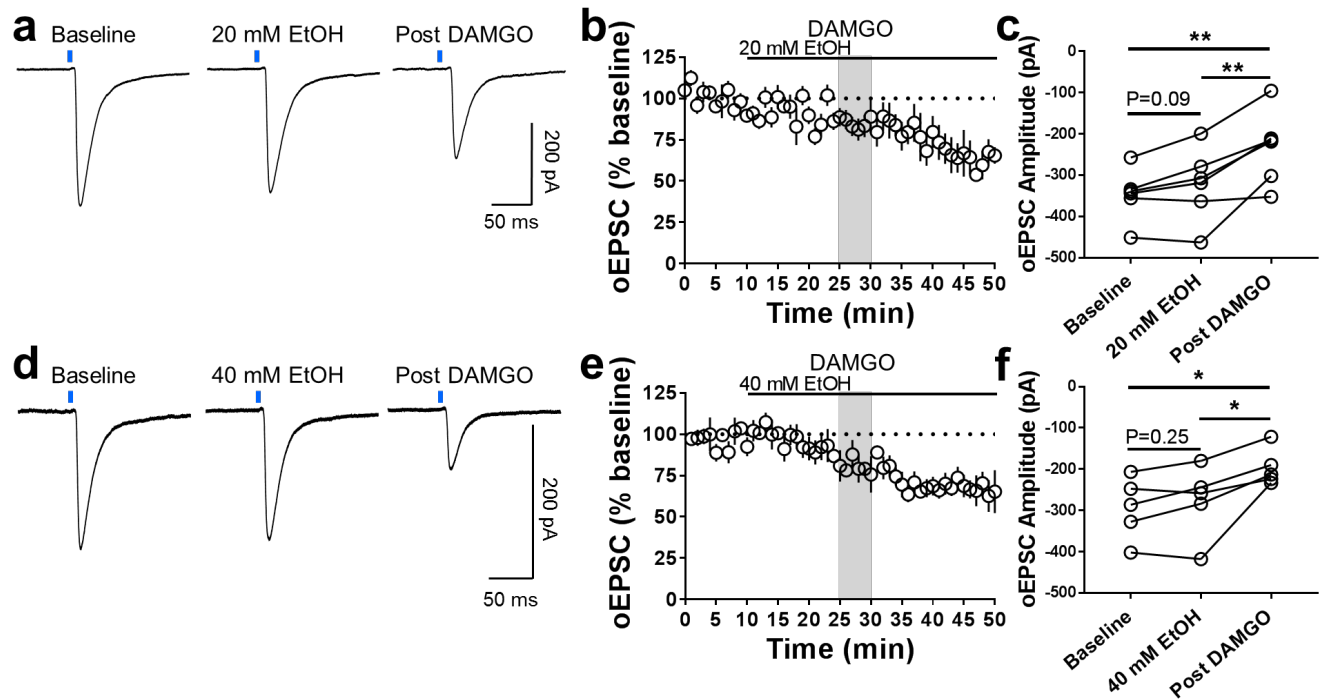 a
Baseline
20 mM EtOH
Post DAMGO
200 pA
50 ms
b
DAMGO
20 mM EtOH
oEPSC (% baseline)
125
100
75
50
25
0
0 5 10 15 20 25 30 35 40 45 50
Time (min)
c
**
**
P=0.09
oEPSC Amplitude (pA)
0
-100
-200
-300
-400
-500
Baseline
20 mM EtOH
Post DAMGO
d
Baseline
40 mM EtOH
Post DAMGO
200 pA
50 ms
e
DAMGO
40 mM EtOH
oEPSC (% baseline)
125
100
75
50
25
0
0 5 10 15 20 25 30 35 40 45 50
Time (min)
f
*
*
P=0.25
oEPSC Amplitude (pA)
0
-100
-200
-300
-400
-500
Baseline
40 mM EtOH
Post DAMGO